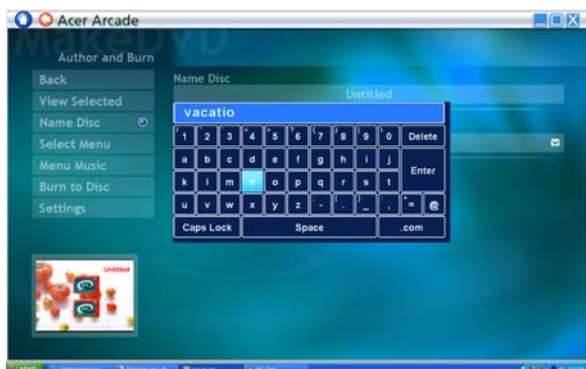 Acer Arcade
MakeDVD
Author and Burn
Back
View Selected
Name Disc
Select Menu
Menu Music
Burn to Disc
Settings
Name Disc
Untitled
vacatio
1 2 3 4 5 6 7 8 9 0 Delete
a b c d e f g h i j
Enter
k l m n o p q r s t
u v w x y z - . _ , = @
Caps Lock Space .com
Untitled
start